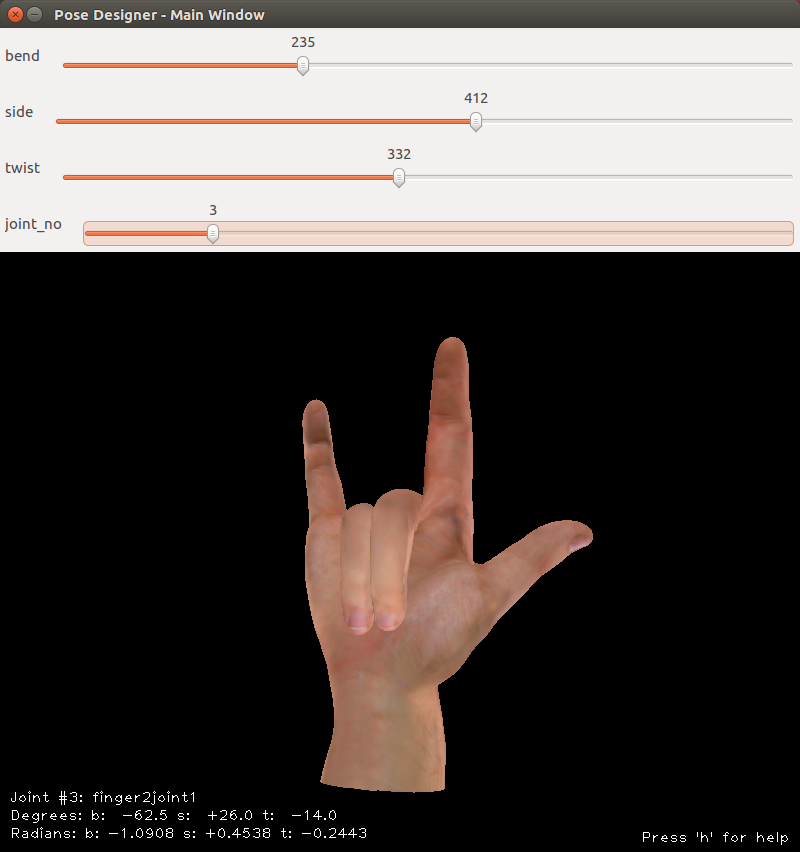 Pose Designer - Main Window
235
bend
412
side
332
twist
3
joint_no
Joint #3: finger2joint1
Degrees: b: -62.5 s: +26.0 t: -14.0
Radians: b: -1.0908 s: +0.4538 t: -0.2443
Press 'h' for help